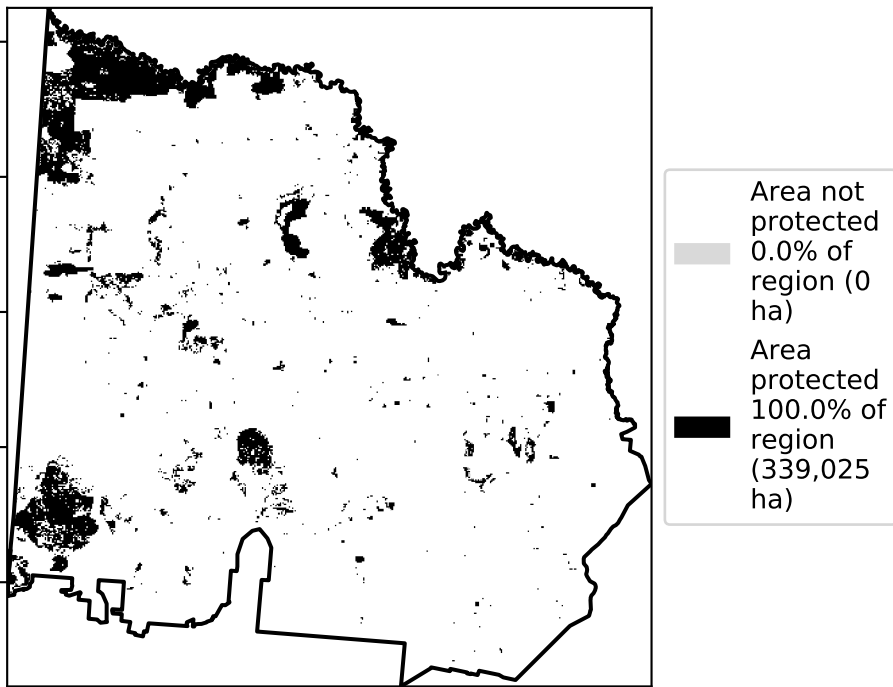 Area not
protected
0.0% of
region (0
ha)
Area
protected
100.0% of
region
(339,025
ha)